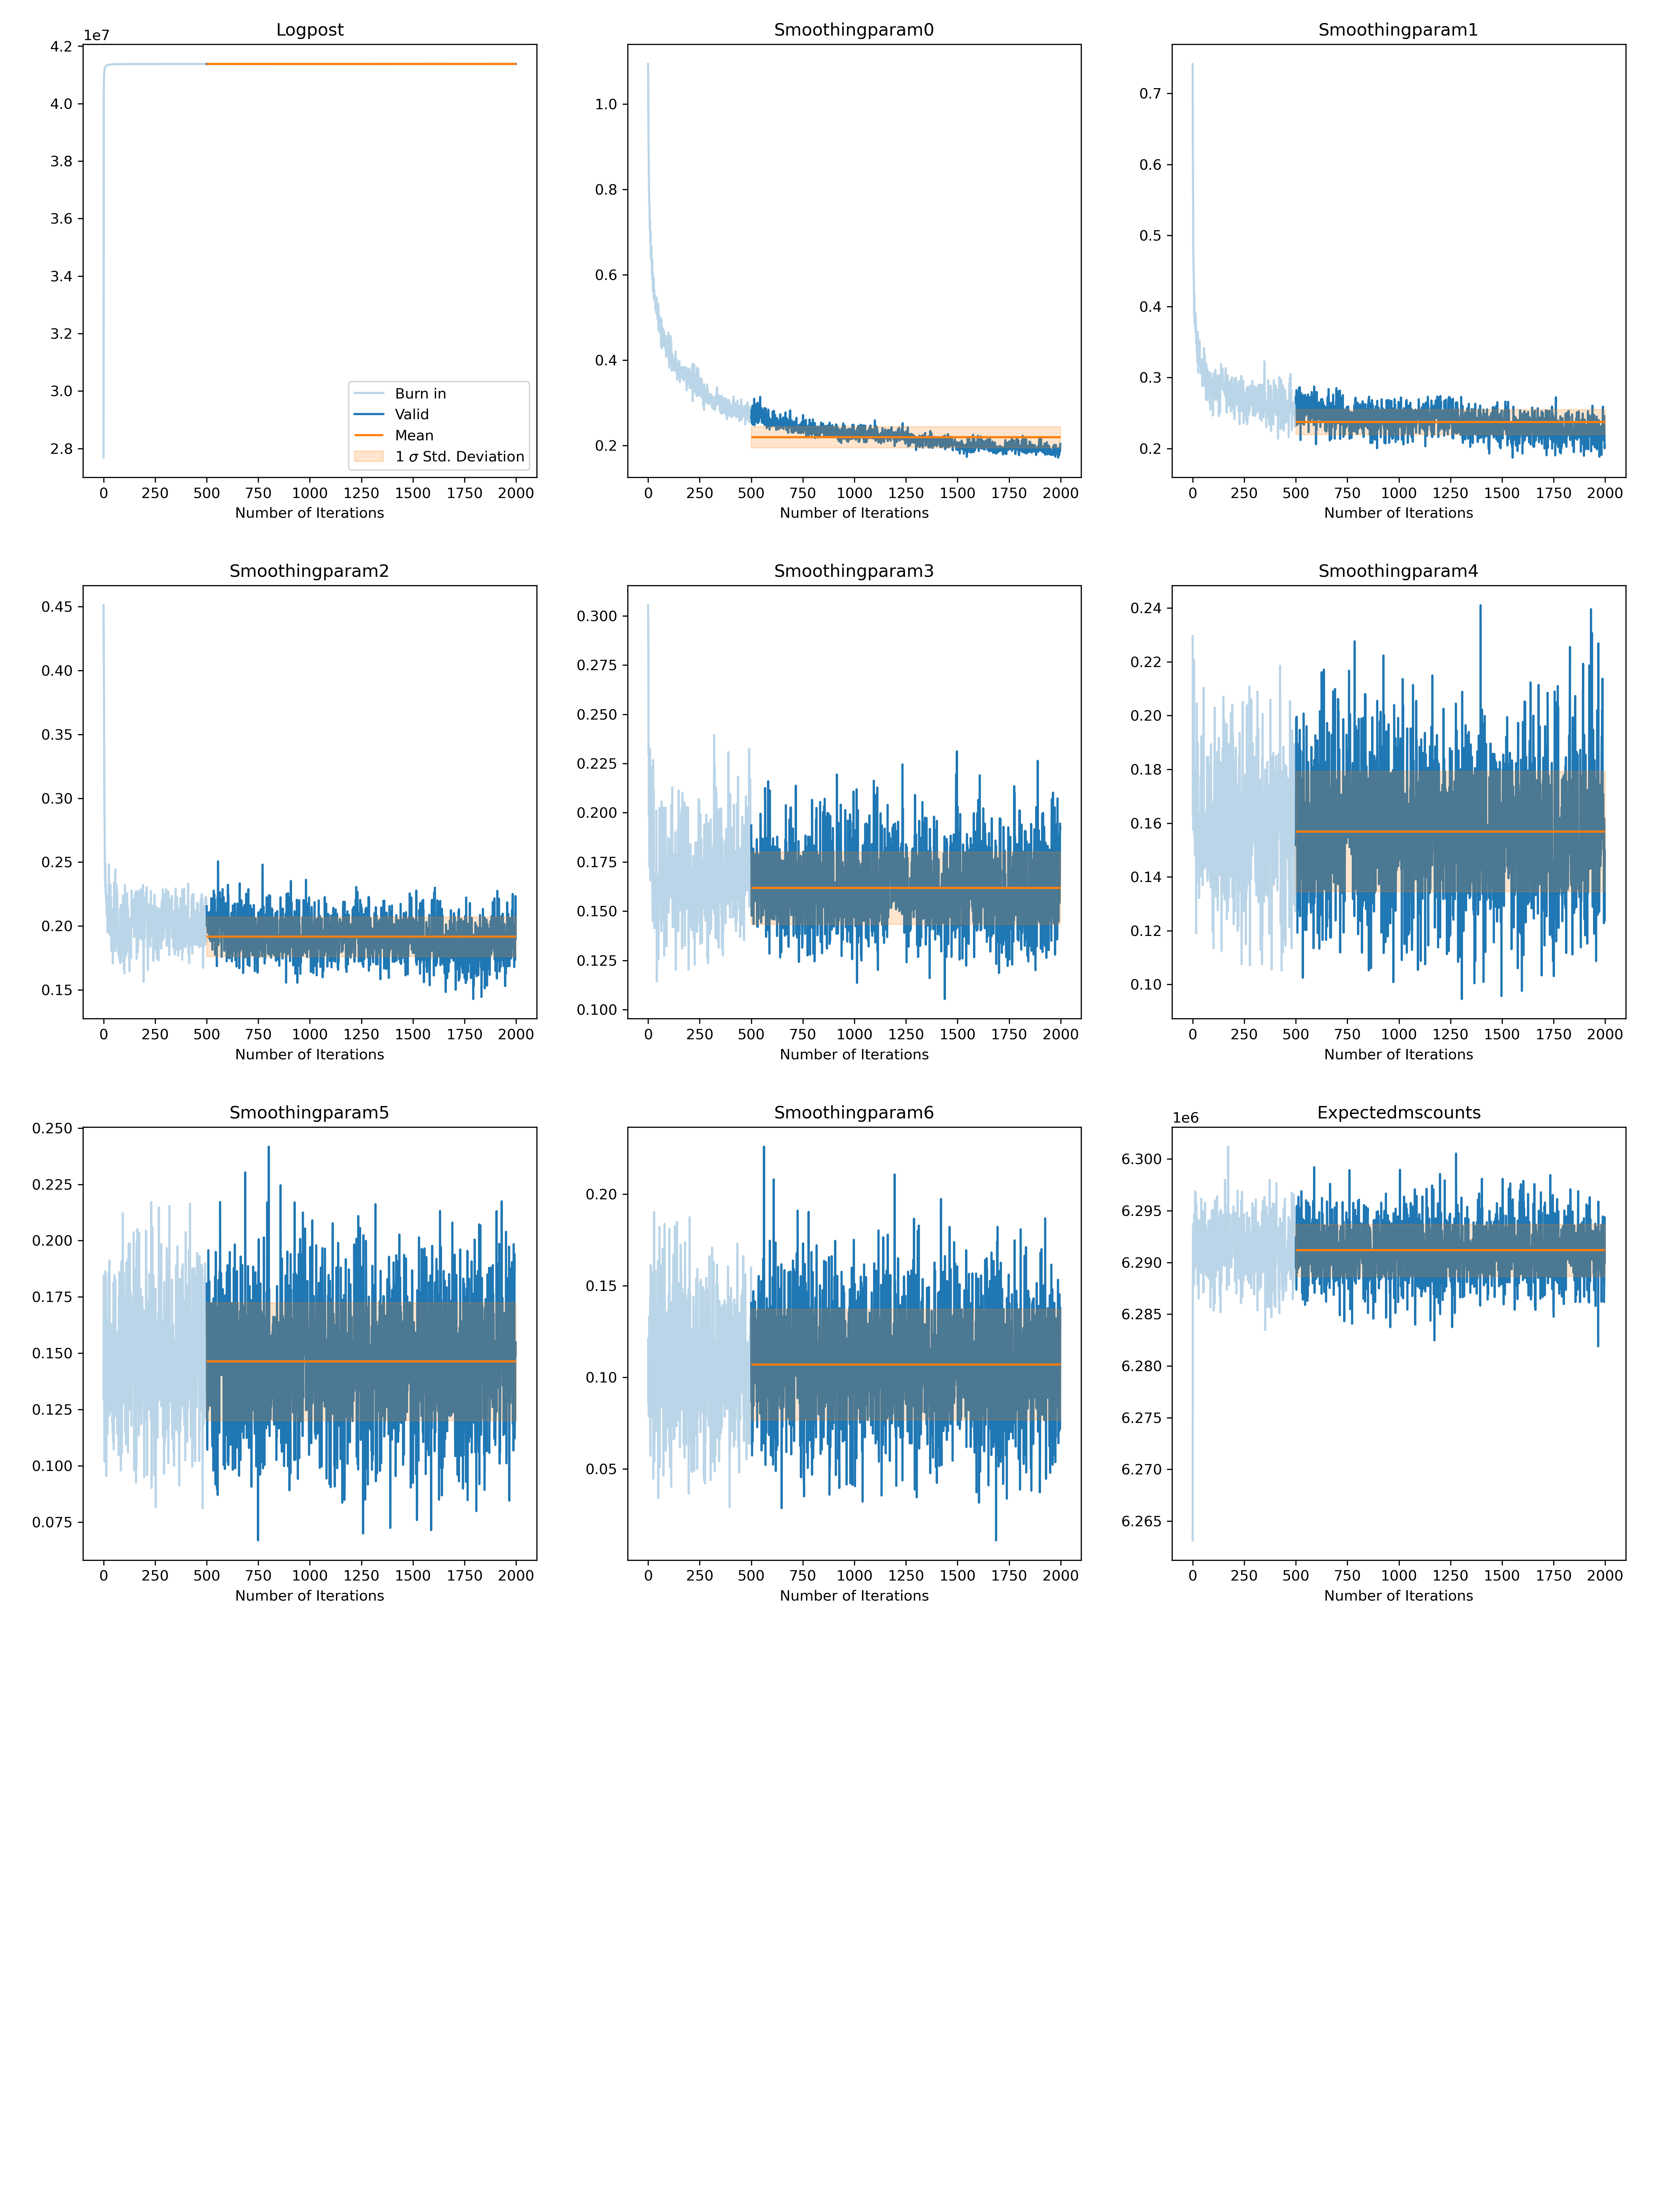 Logpost
1e7
4.2
4.0
3.8
3.6
3.4
3.2
3.0
2.8
Burn in
Valid
Mean
1 σ Std. Deviation
0 250 500 750 1000 1250 1500 1750 2000
Number of Iterations
Smoothingparam0
1.0
0.8
0.6
0.4
0.2
0 250 500 750 1000 1250 1500 1750 2000
Number of Iterations
Smoothingparam1
0.7
0.6
0.5
0.4
0.3
0.2
0 250 500 750 1000 1250 1500 1750 2000
Number of Iterations
Smoothingparam2
0.45
0.40
0.35
0.30
0.25
0.20
0.15
0 250 500 750 1000 1250 1500 1750 2000
Number of Iterations
Smoothingparam3
0.300
0.275
0.250
0.225
0.200
0.175
0.150
0.125
0.100
0 250 500 750 1000 1250 1500 1750 2000
Number of Iterations
Smoothingparam4
0.24
0.22
0.20
0.18
0.16
0.14
0.12
0.10
0 250 500 750 1000 1250 1500 1750 2000
Number of Iterations
Smoothingparam5
0.250
0.225
0.200
0.175
0.150
0.125
0.100
0.075
0 250 500 750 1000 1250 1500 1750 2000
Number of Iterations
Smoothingparam6
0.20
0.15
0.10
0.05
0 250 500 750 1000 1250 1500 1750 2000
Number of Iterations
Expectedmscounts
1e6
6.300
6.295
6.290
6.285
6.280
6.275
6.270
6.265
0 250 500 750 1000 1250 1500 1750 2000
Number of Iterations